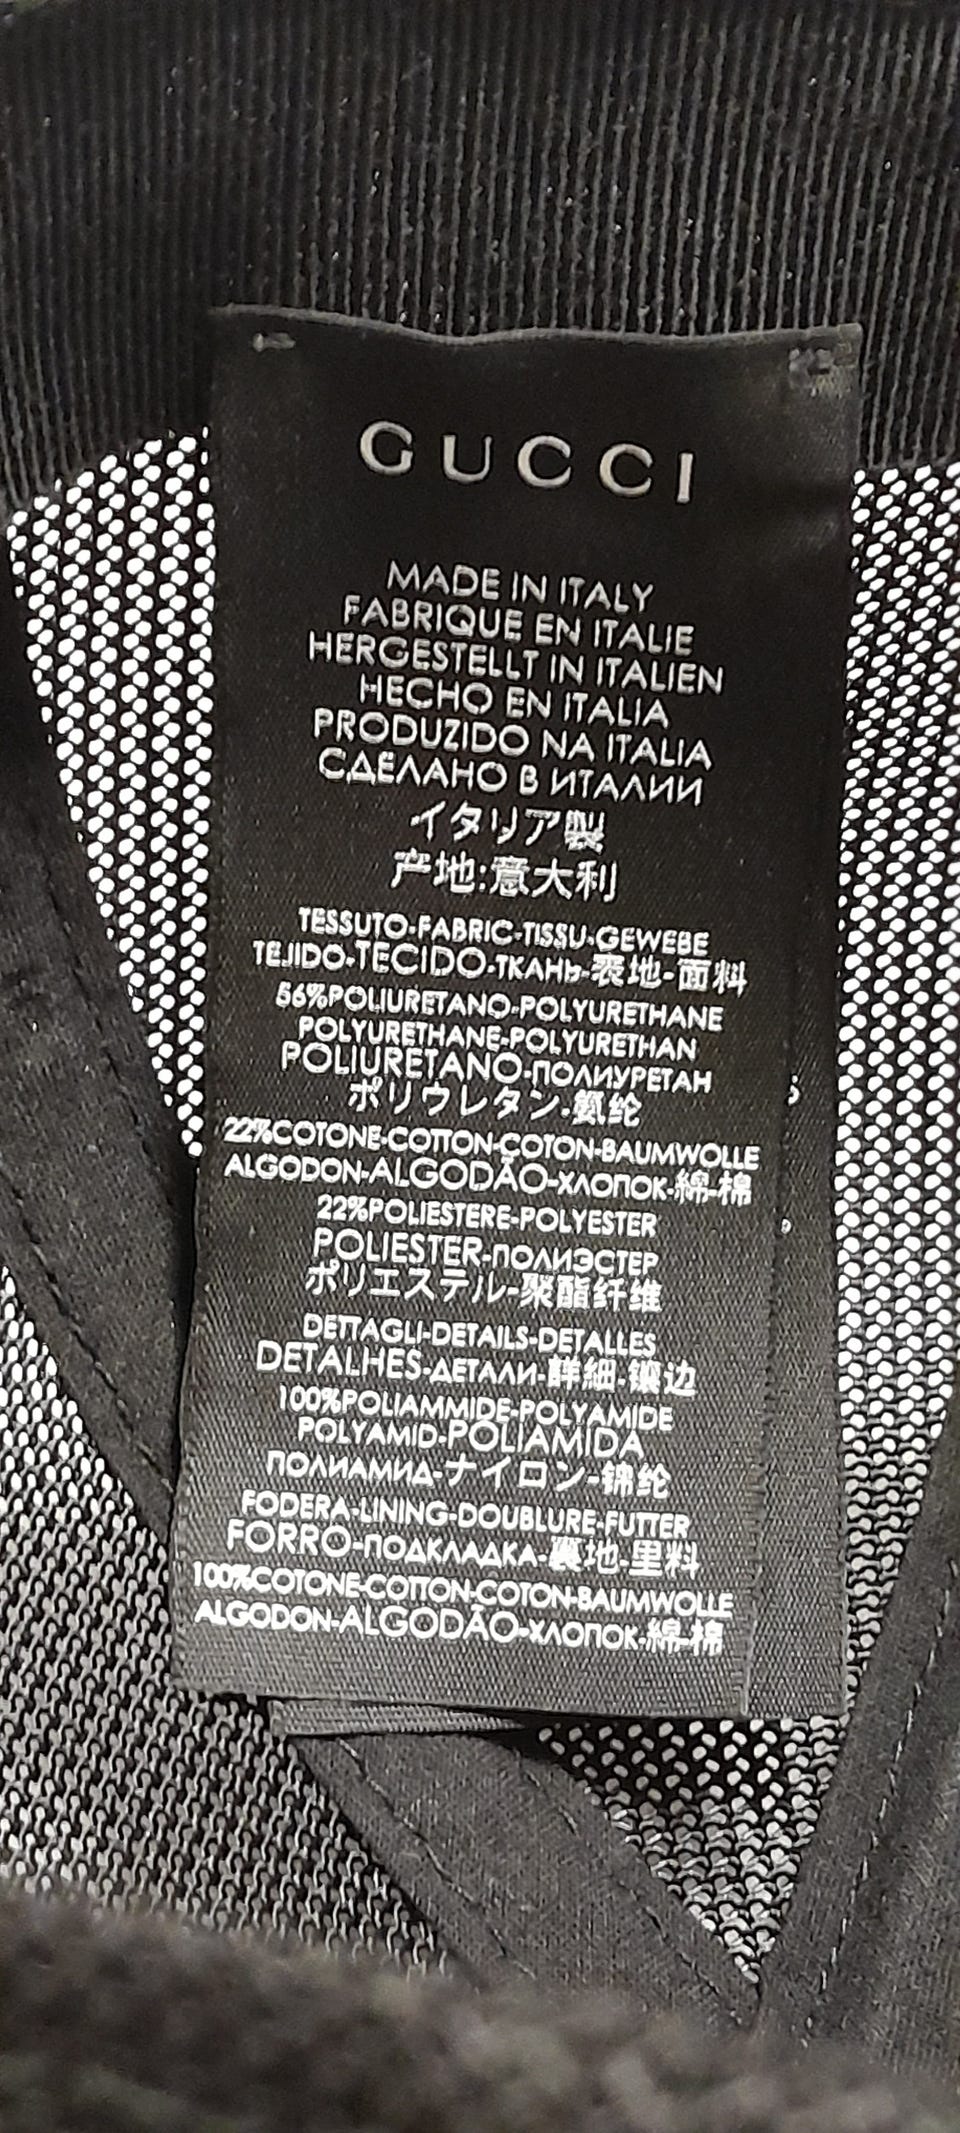 GUCCI
MADE IN ITALY
FABRIQUE EN ITALIE
HERGESTELLT IN ITALIEN
HECHO EN ITALIA
PRODUZIDO NA ITALIA
СДЕЛАНО В ИТАЛИИ
イタリア製
产地:意大利
TESSUTO-FABRIC-TISSU-GEWEBE
TEJIDO-TECIDO-ТКАНЬ-表地-面料
56%POLIURETANO-POLYURETHANE
POLYURETHANE-POLYURETHAN
POLIURETANO-ПОЛИУРЕТАН
ポリウレタン-氨纶
22%COTONE-COTTON-COTON-BAUMWOLLE
ALGODON-ALGODÃO-ХЛОПОК-綿-棉
22%POLIESTERE-POLYESTER
POLIESTER-ПОЛИЭСТЕР
ポリエステル-聚酯纤维
DETTAGLI-DETAILS-DETALLES
DETALHES-ДЕТАЛИ-詳細-镶边
100%POLIAMMIDE-POLYAMIDE
POLYAMID-POLIAMIDA
ПОЛИАМИД-ナイロン-锦纶
FODERA-LINING-DOUBLURE-FUTTER
FORRO-ПОДКЛАДКА-裏地-里料
100%COTONE-COTTON-COTON-BAUMWOLLE
ALGODON-ALGODÃO-ХЛОПОК-綿-棉